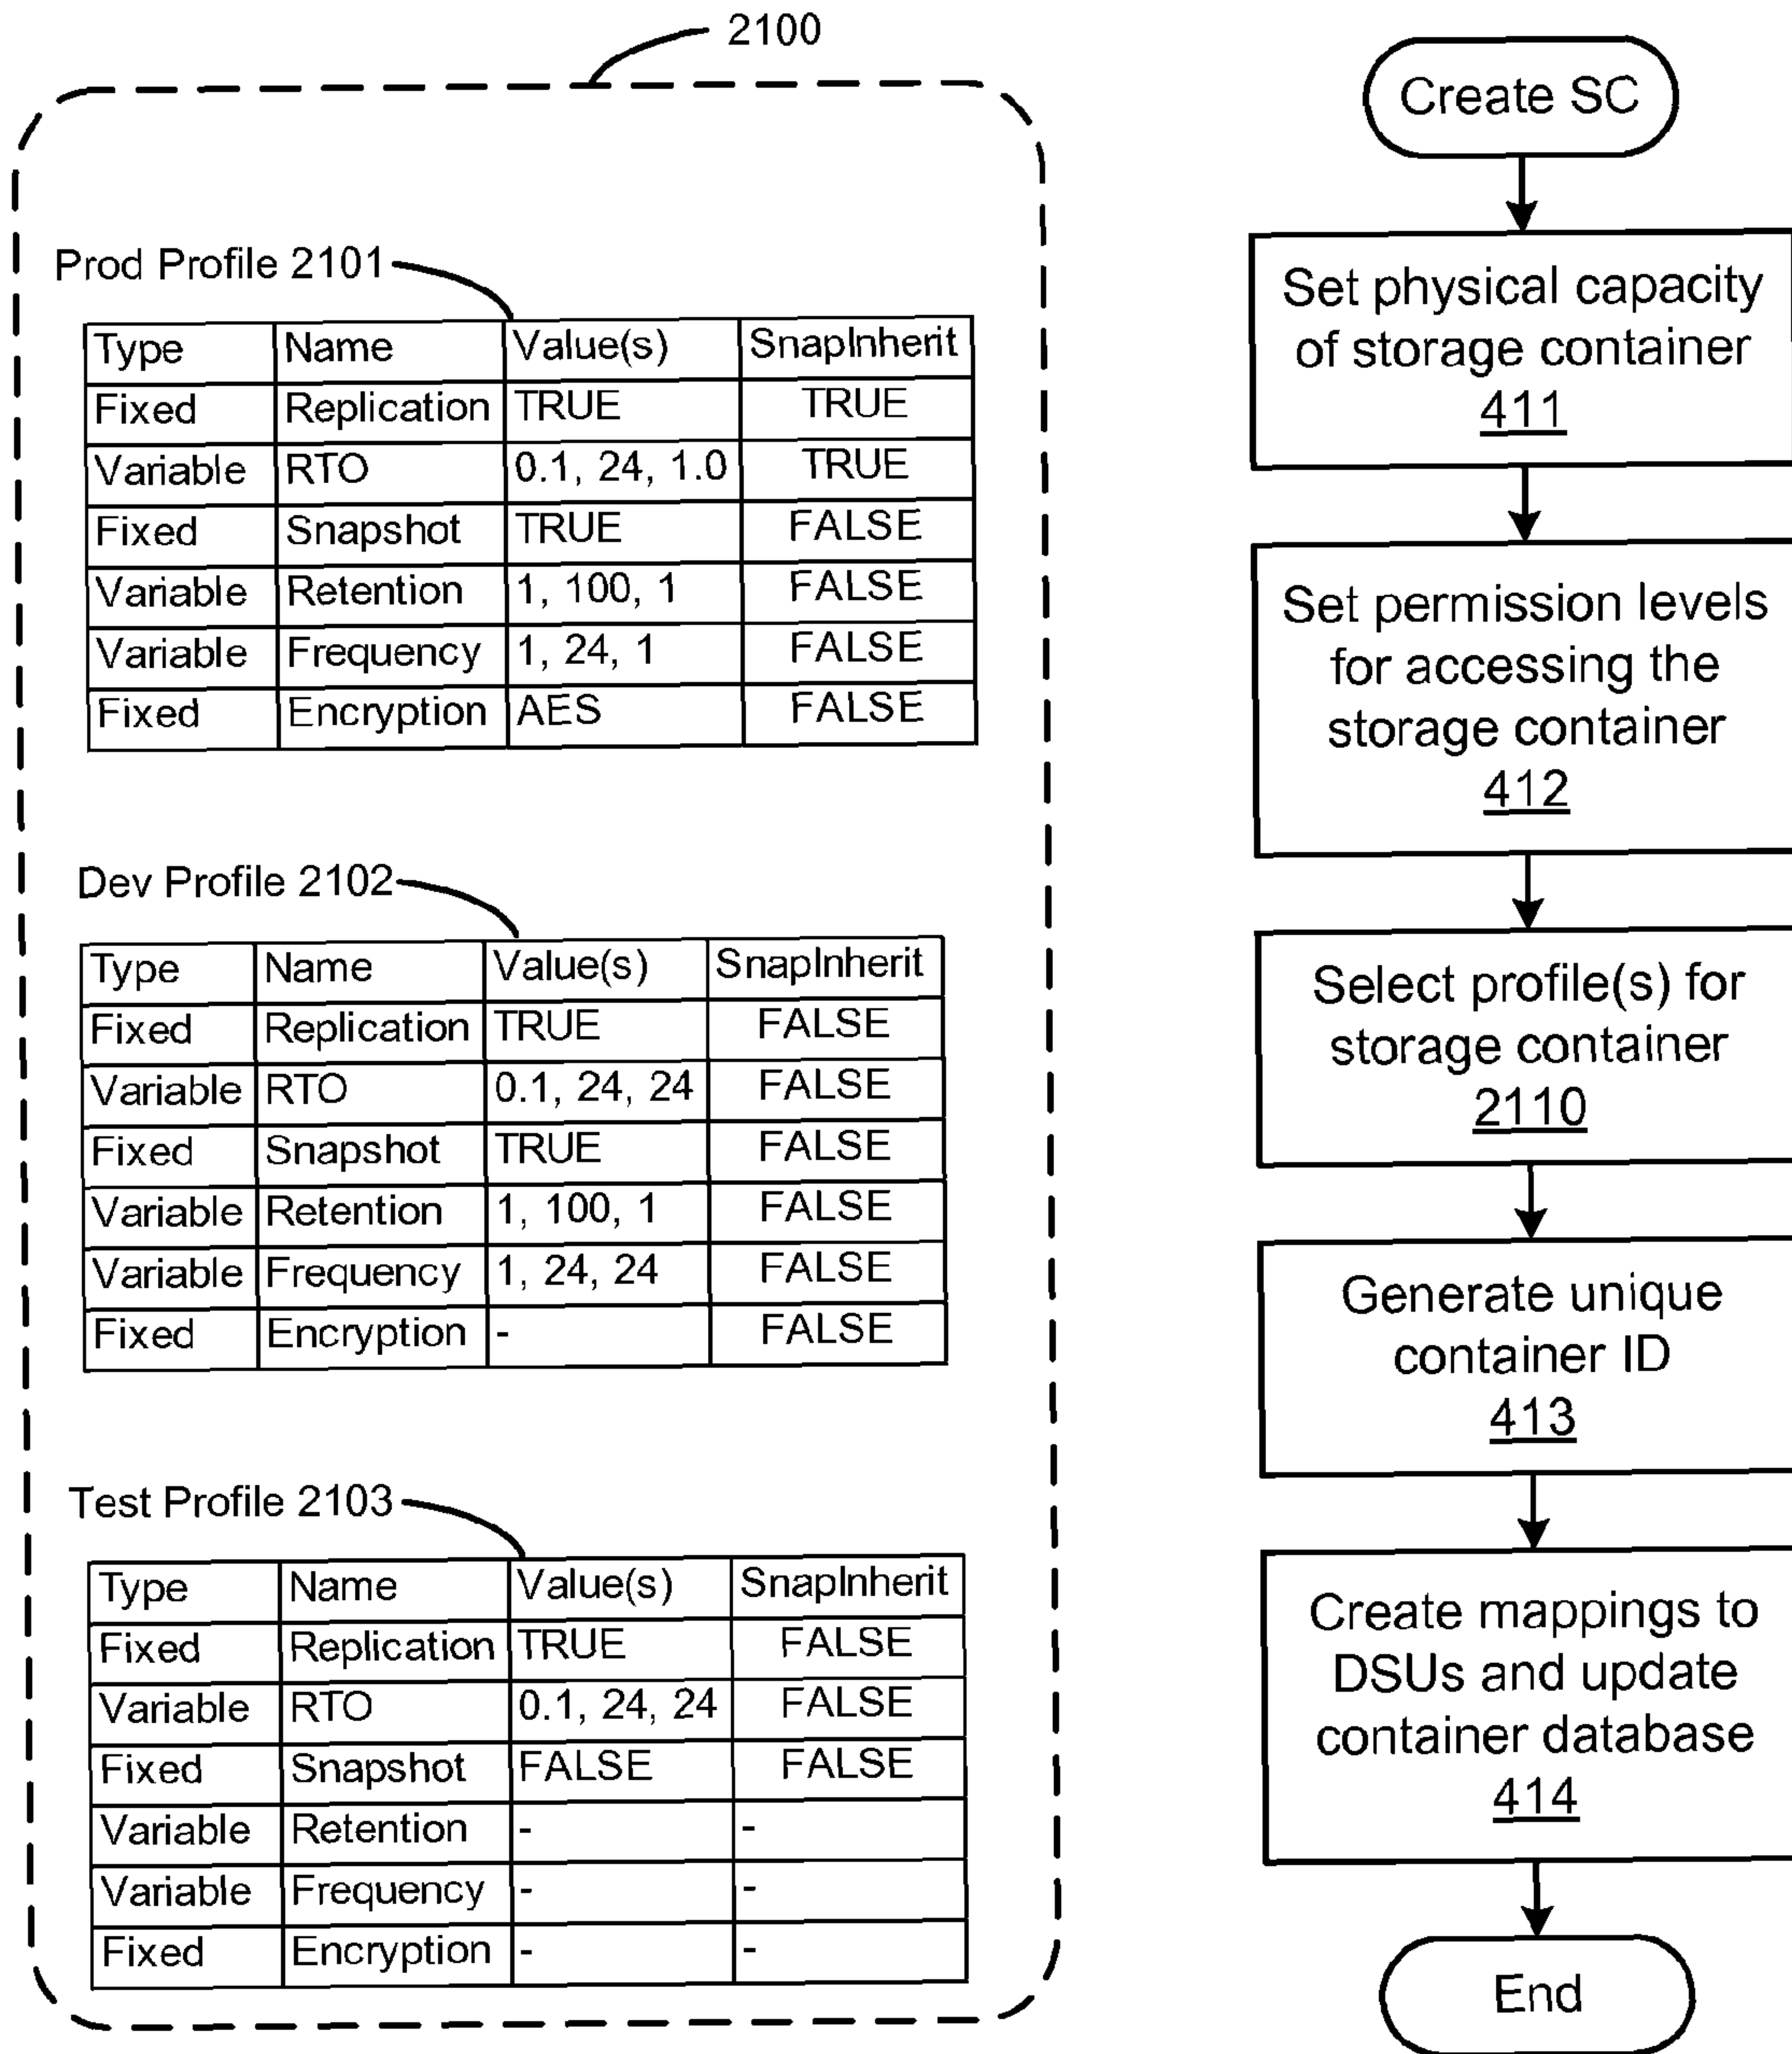 2100
Prod Profile 2101
Type Name Value(s) SnapInherit
Fixed Replication TRUE TRUE
Variable RTO 0.1, 24, 1.0 TRUE
Fixed Snapshot TRUE FALSE
Variable Retention 1, 100, 1 FALSE
Variable Frequency 1, 24, 1 FALSE
Fixed Encryption AES FALSE
Dev Profile 2102
Type Name Value(s) SnapInherit
Fixed Replication TRUE FALSE
Variable RTO 0.1, 24, 24 FALSE
Fixed Snapshot TRUE FALSE
Variable Retention 1, 100, 1 FALSE
Variable Frequency 1, 24, 24 FALSE
Fixed Encryption - FALSE
Test Profile 2103
Type Name Value(s) SnapInherit
Fixed Replication TRUE FALSE
Variable RTO 0.1, 24, 24 FALSE
Fixed Snapshot FALSE FALSE
Variable Retention - -
Variable Frequency - -
Fixed Encryption - -
Create SC
Set physical capacity
of storage container
411
Set permission levels
for accessing the
storage container
412
Select profile(s) for
storage container
2110
Generate unique
container ID
413
Create mappings to
DSUs and update
container database
414
End